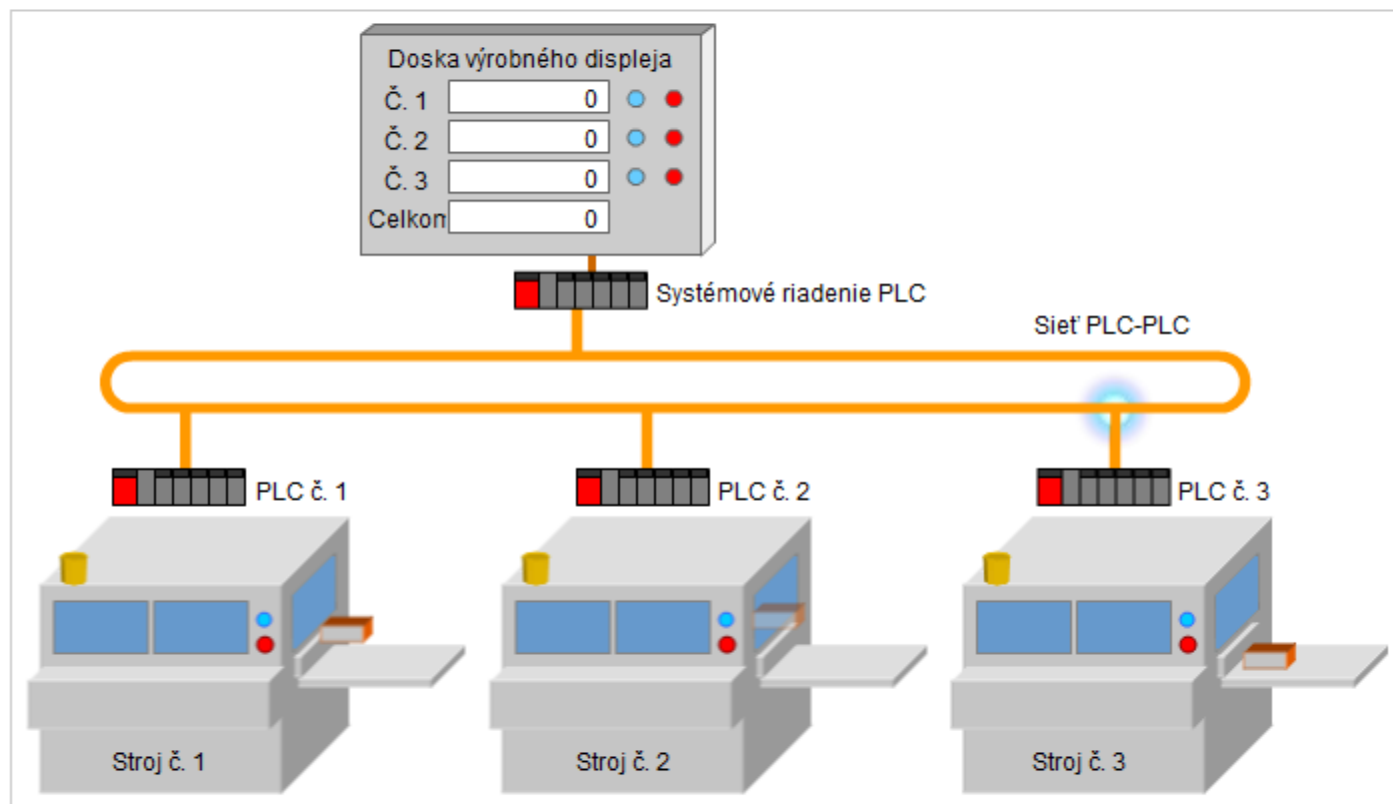 Doska výrobného displeja
Č. 1 0
Č. 2 0
Č. 3 0
Celkom 0
Systémové riadenie PLC
Sieť PLC-PLC
PLC č. 1
PLC č. 2
PLC č. 3
Stroj č. 1
Stroj č. 2
Stroj č. 3